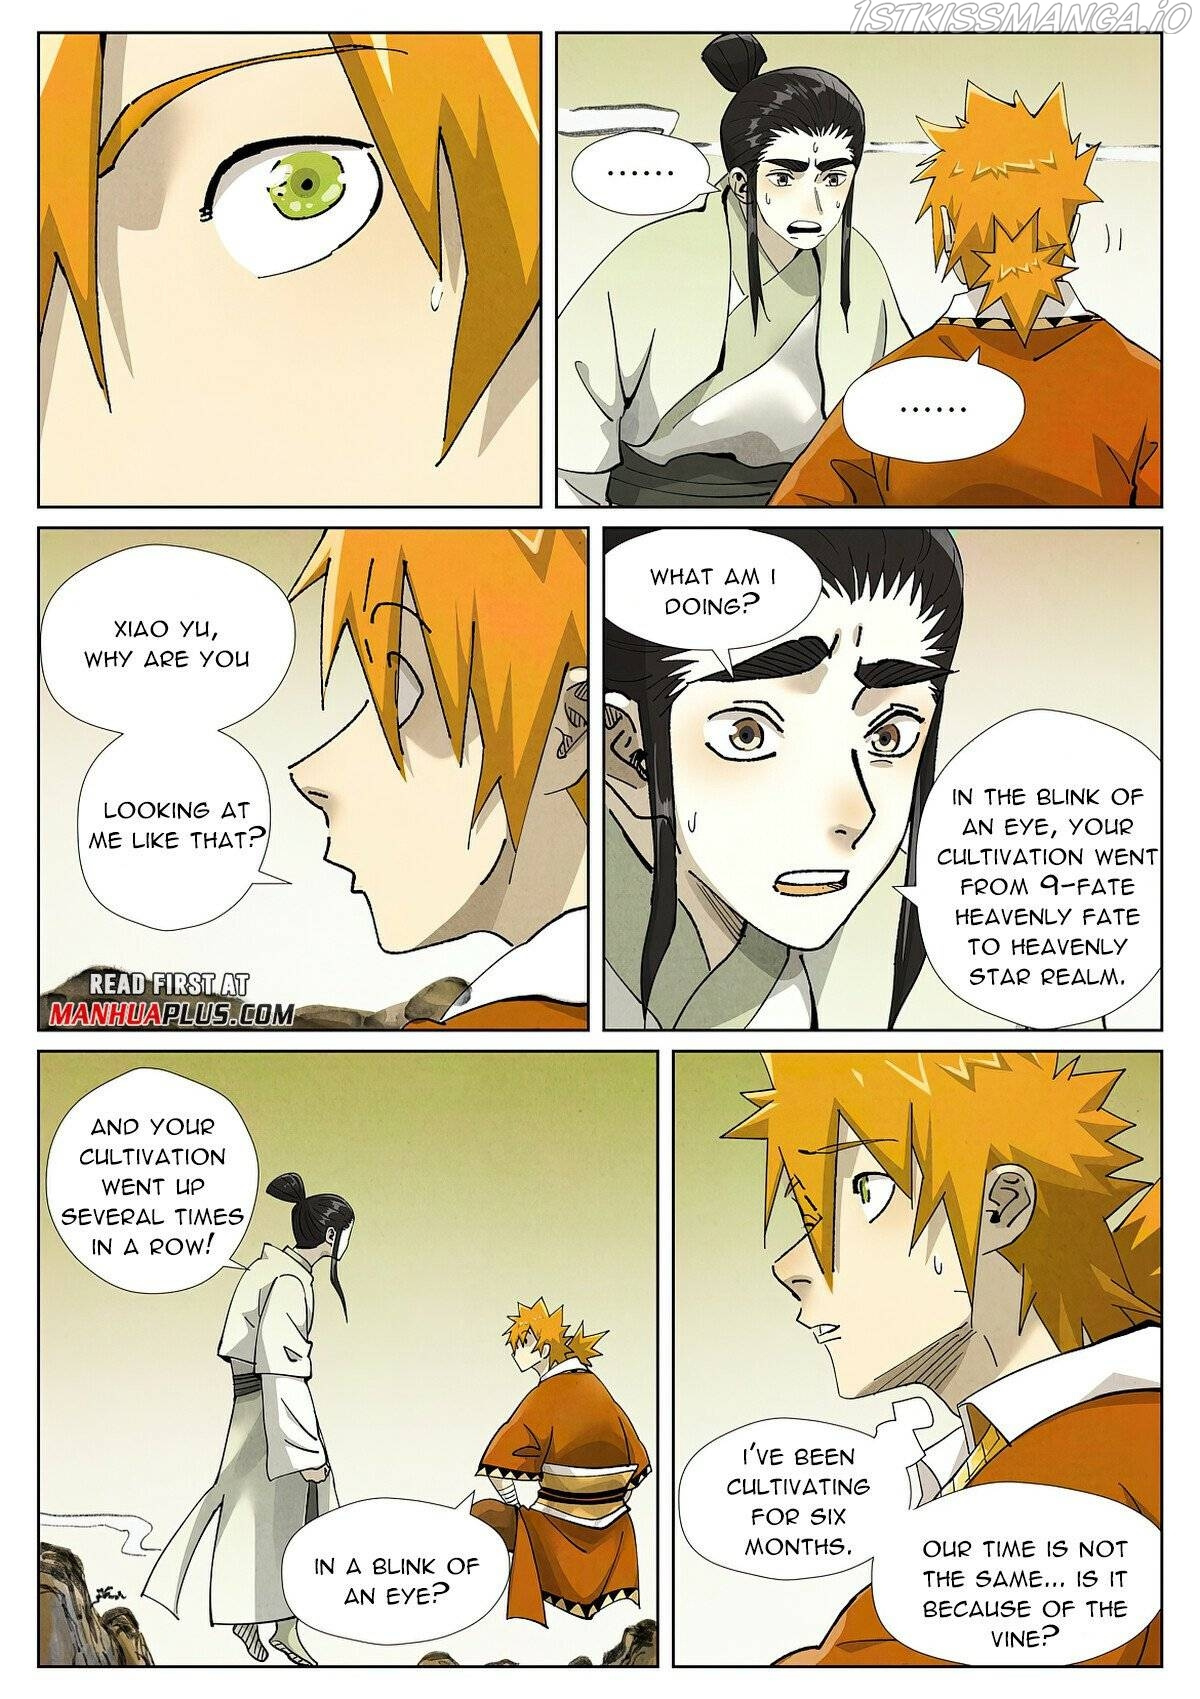 1STKISSMANGA.IO
......
......
XIAO YU,
WHY ARE YOU
LOOKING AT
ME LIKE THAT?
READ FIRST AT
MANHUAPLUS.COM
WHAT AM I
DOING?
IN THE BLINK OF
AN EYE, YOUR
CULTIVATION WENT
FROM 9-FATE
HEAVENLY FATE
TO HEAVENLY
STAR REALM.
AND YOUR
CULTIVATION
WENT UP
SEVERAL TIMES
IN A ROW!
IN A BLINK OF
AN EYE?
I'VE BEEN
CULTIVATING
FOR SIX
MONTHS.
OUR TIME IS NOT
THE SAME... IS IT
BECAUSE OF THE
VINE?